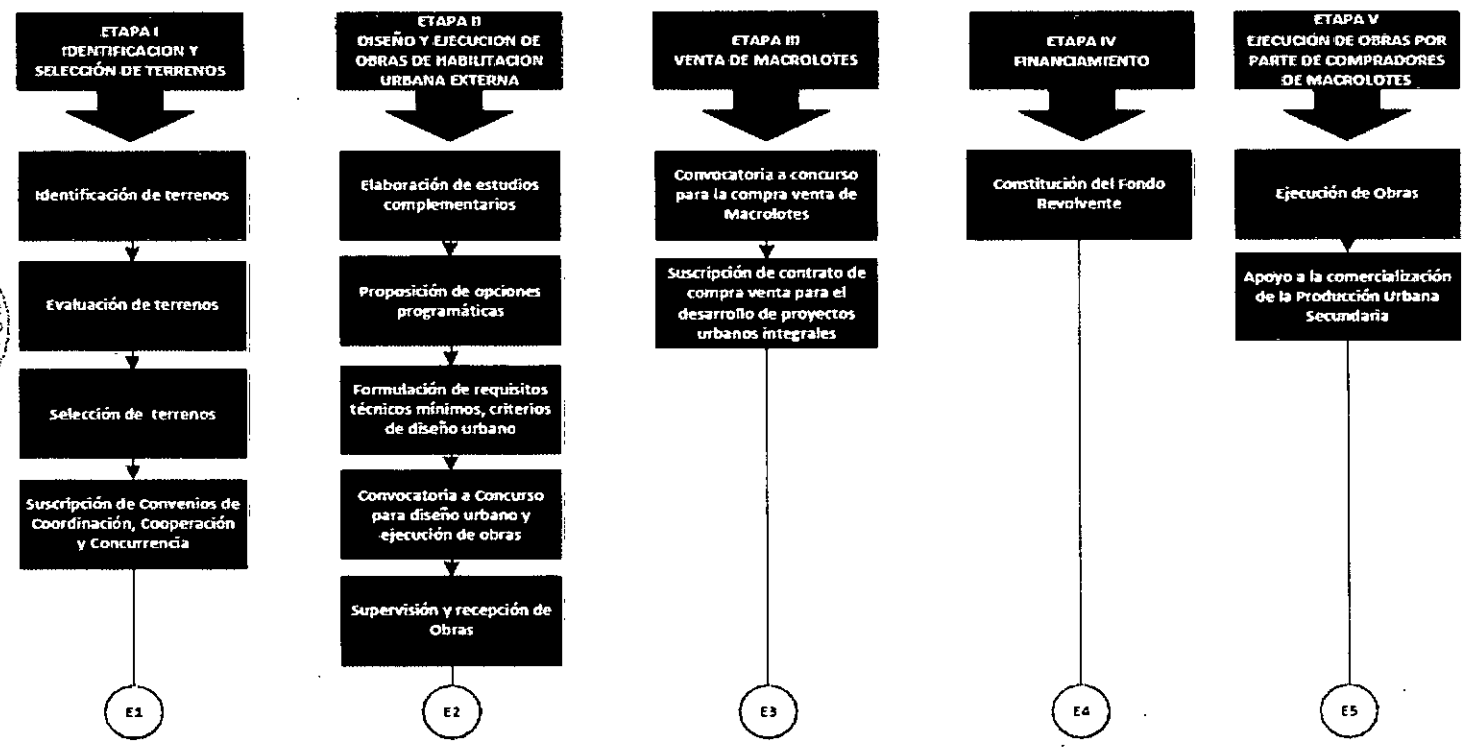 ETAPA I
IDENTIFICACION Y
SELECCIÓN DE TERRENOS
Identificación de terrenos
Evaluación de terrenos
Selección de terrenos
Suscripción de Convenios de
Coordinación, Cooperación
y Concurrencia
E1
ETAPA II
DISEÑO Y EJECUCION DE
OBRAS DE HABILITACION
URBANA EXTERNA
Elaboración de estudios
complementarios
Proposición de opciones
programáticas
Formulación de requisitos
técnicos mínimos, criterios
de diseño urbano
Convocatoria a Concurso
para diseño urbano y
ejecución de obras
Supervisión y recepción de
Obras
E2
ETAPA III
VENTA DE MACROLOTES
Convocatoria a concurso
para la compra venta de
Macrolotes
Suscripción de contrato de
compra venta para el
desarrollo de proyectos
urbanos integrales
E3
ETAPA IV
FINANCIAMIENTO
Constitución del Fondo
Revolvente
E4
ETAPA V
EJECUCIÓN DE OBRAS POR
PARTE DE COMPRADORES
DE MACROLOTES
Ejecución de Obras
Apoyo a la comercialización
de la Producción Urbana
Secundaria
E5